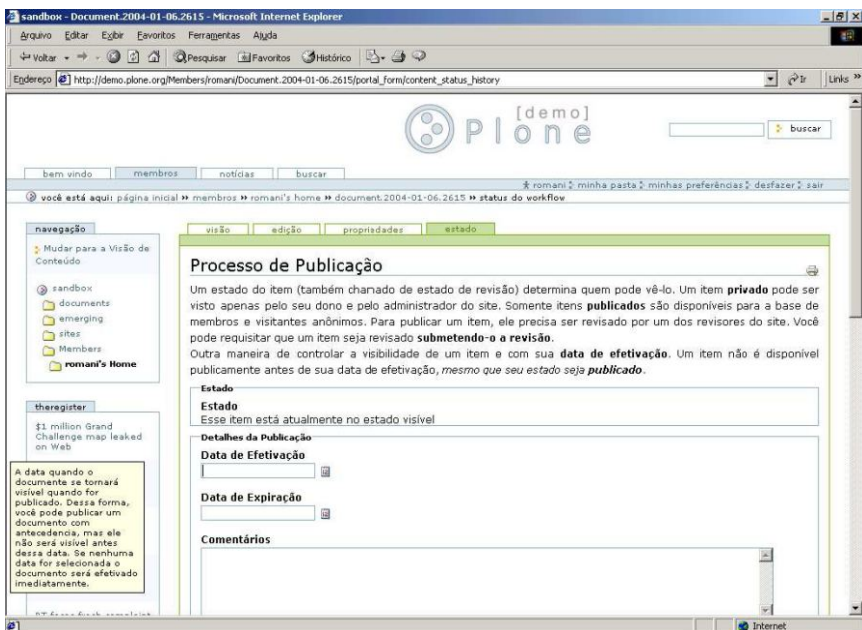 sandbox - Document.2004-01-06.2615 - Microsoft Internet Explorer
Arquivo Editar Exibir Favoritos Ferramentas Ajuda
Voltar Pesquisar Favoritos Histórico
Endereço http://demo.plone.org/Members/romani/Document.2004-01-06.2615/portal_form/content_status_history Ir Links »
[demo]
Plone
buscar
bem vindo membros notícias buscar
romani minha pasta minhas preferências desfazer sair
você está aqui: página inicial » membros » romani's home » document.2004-01-06.2615 » status do workflow
navegação
Mudar para a Visão de
Conteúdo
sandbox
documents
emerging
sites
Members
romani's Home
theregister
$1 million Grand
Challenge map leaked
on Web
A data quando o
documente se tornará
visível quando for
publicado. Dessa forma,
você pode publicar um
documento com
antecedencia, mas ele
não será visível antes
dessa data. Se nenhuma
data for selecionada o
documento será efetivado
imediatamente.
visão edição propriedades estado
Processo de Publicação
Um estado do item (também chamado de estado de revisão) determina quem pode vê-lo. Um item privado pode ser
visto apenas pelo seu dono e pelo administrador do site. Somente itens publicados são disponíveis para a base de
membros e visitantes anônimos. Para publicar um item, ele precisa ser revisado por um dos revisores do site. Você
pode requisitar que um item seja revisado submetendo-o a revisão.
Outra maneira de controlar a visibilidade de um item e com sua data de efetivação. Um item não é disponível
publicamente antes de sua data de efetivação, mesmo que seu estado seja publicado.
Estado
Estado
Esse item está atualmente no estado visível
Detalhes da Publicação
Data de Efetivação
Data de Expiração
Comentários
Internet